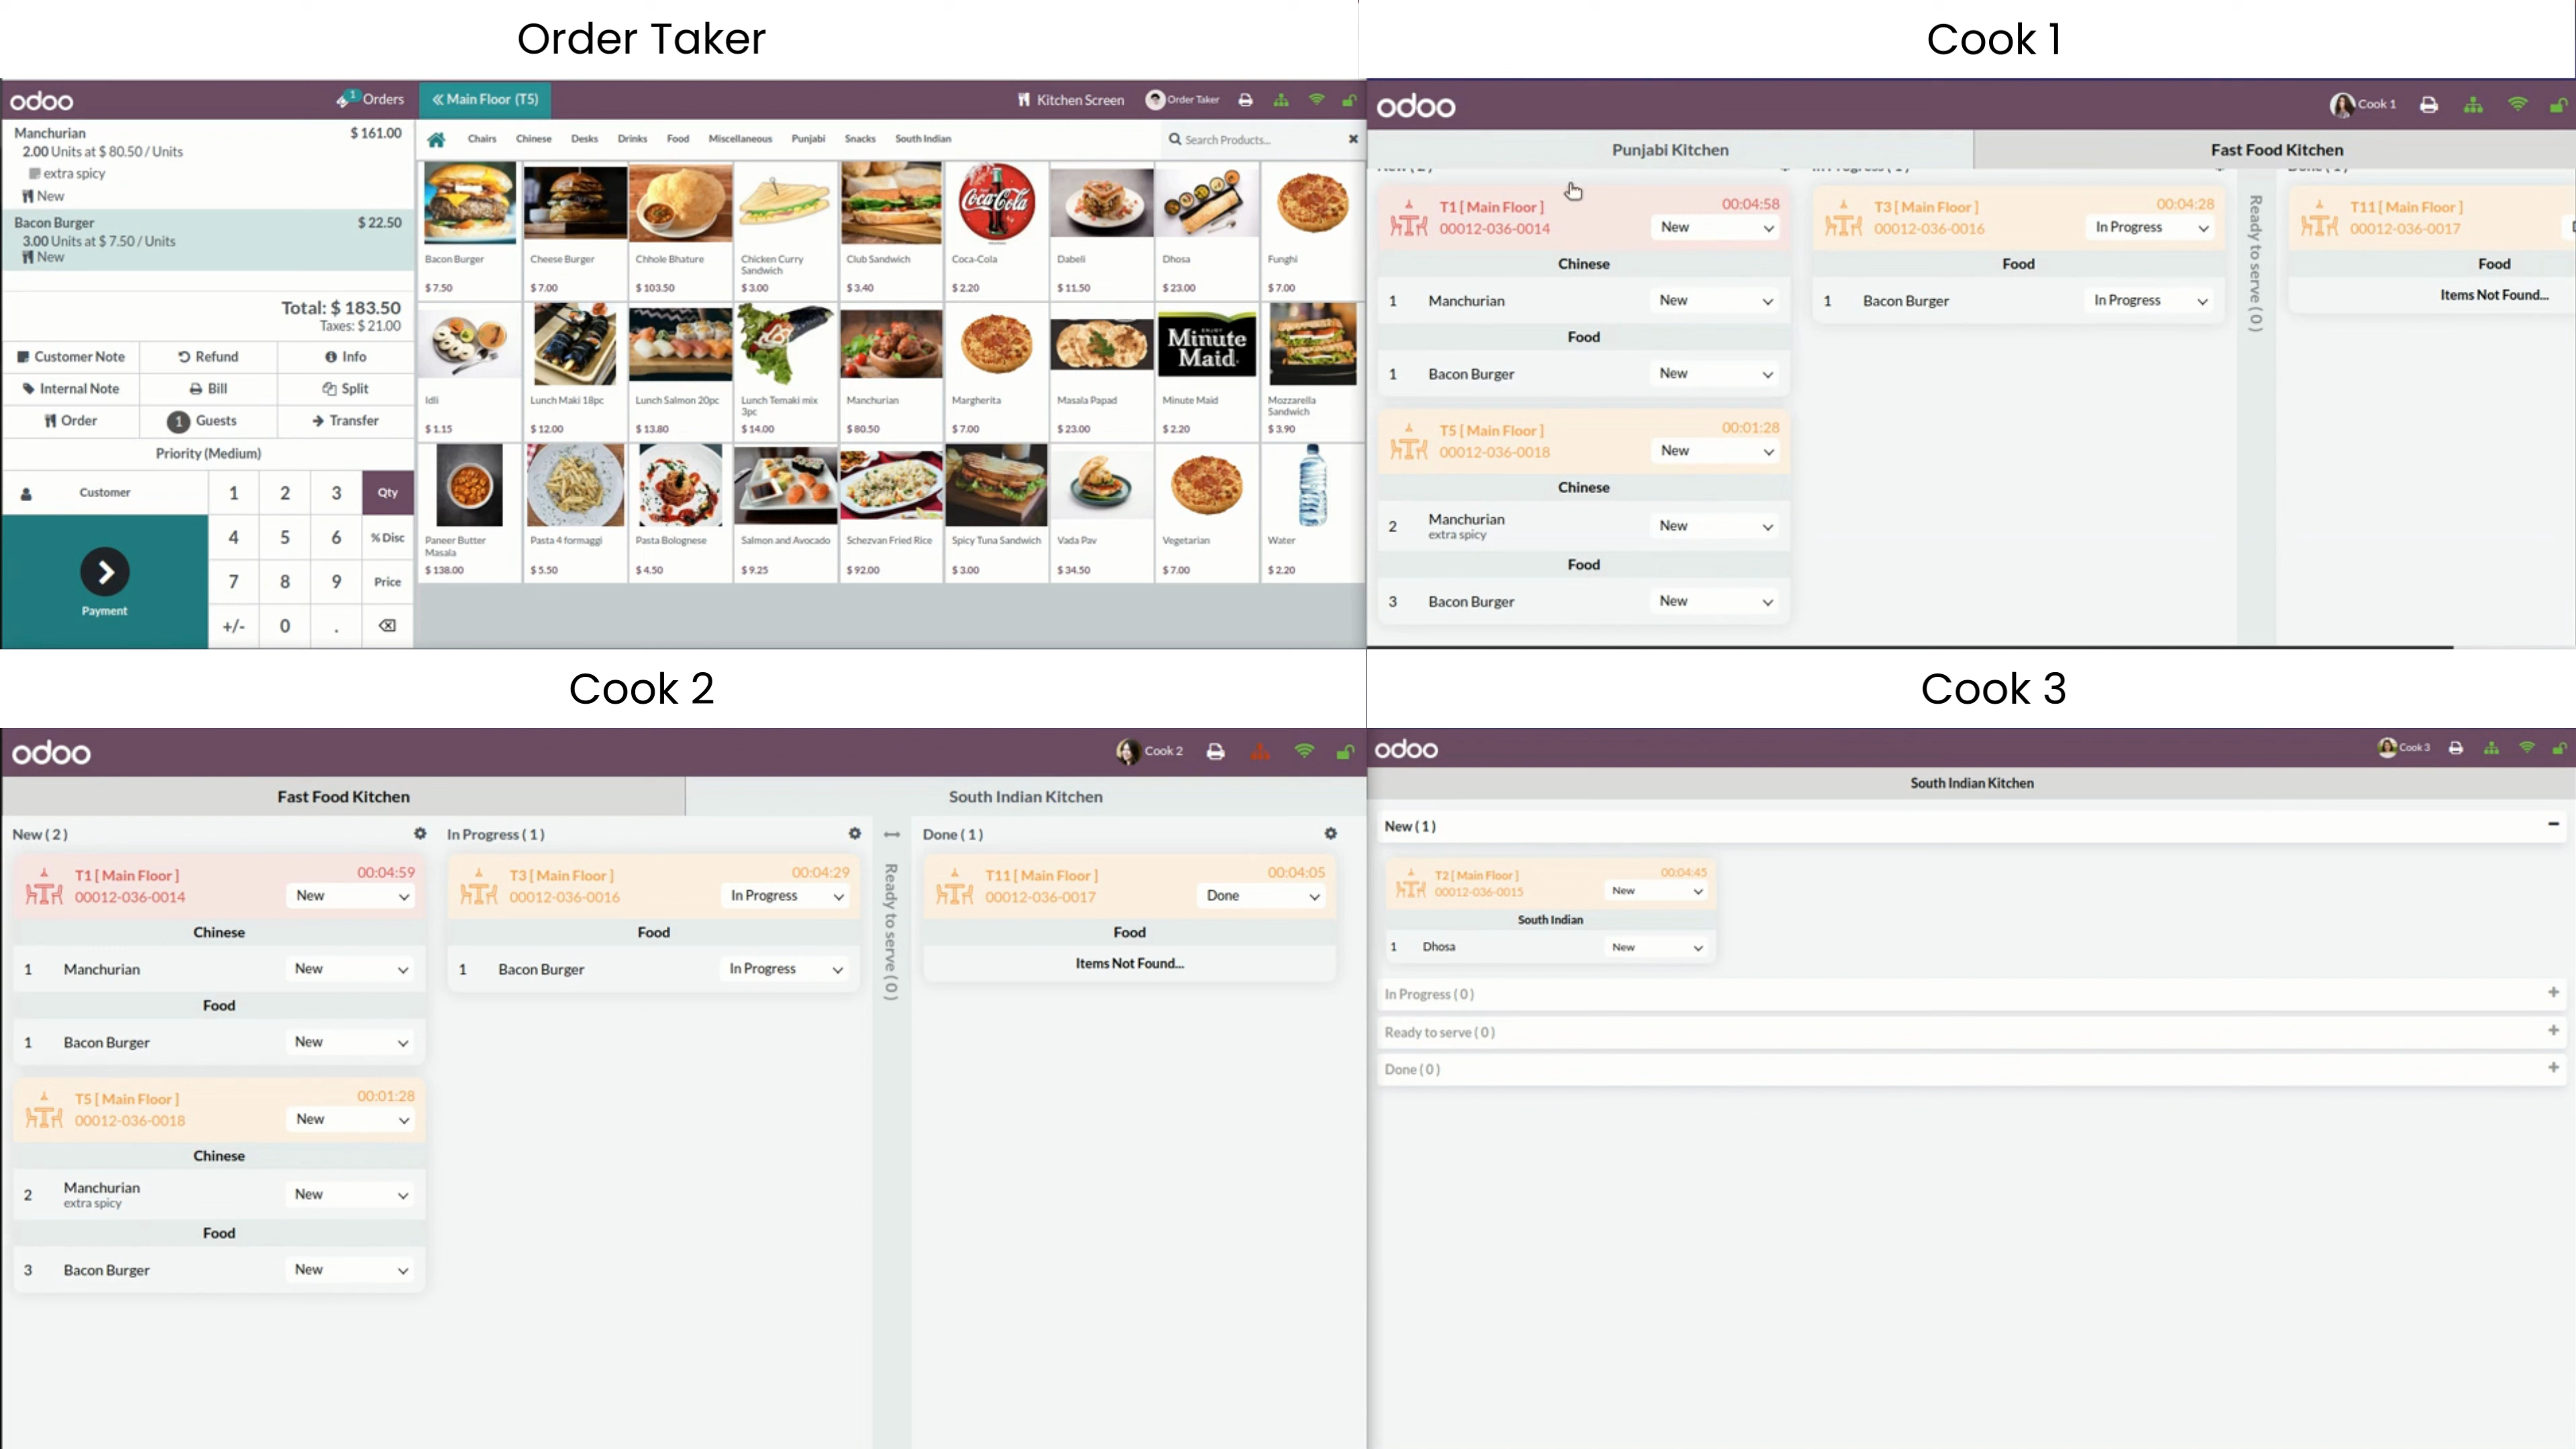 Order Taker
odoo
1 Orders
Main Floor (T5)
Kitchen Screen
Order Taker
Manchurian $ 161.00
2.00 Units at $ 80.50 / Units
extra spicy
New
Bacon Burger $ 22.50
3.00 Units at $ 7.50 / Units
New
Total: $ 183.50
Taxes: $ 21.00
Customer Note Refund Info
Internal Note Bill Split
Order 1 Guests Transfer
Priority (Medium)
Customer 1 2 3 Qty
4 5 6 % Disc
7 8 9 Price
+/- 0 .
Payment
Chairs Chinese Desks Drinks Food Miscellaneous Punjabi Snacks South Indian Search Products...
Coca-Cola
Bacon Burger Cheese Burger Chhole Bhature Chicken Curry Sandwich Club Sandwich Coca-Cola Dabeli Dhosa Funghi
$ 7.50 $ 7.00 $ 103.50 $ 3.00 $ 3.40 $ 2.20 $ 11.50 $ 23.00 $ 7.00
ENJOY
Minute
Maid
Idli Lunch Maki 18pc Lunch Salmon 20pc Lunch Temaki mix 3pc Manchurian Margherita Masala Papad Minute Maid Mozzarella Sandwich
$ 1.15 $ 12.00 $ 13.80 $ 14.00 $ 80.50 $ 7.00 $ 23.00 $ 2.20 $ 3.90
Paneer Butter Masala Pasta 4 formaggi Pasta Bolognese Salmon and Avocado Schezvan Fried Rice Spicy Tuna Sandwich Vada Pav Vegetarian Water
$ 138.00 $ 5.50 $ 4.50 $ 9.25 $ 92.00 $ 3.00 $ 34.50 $ 7.00 $ 2.20
Cook 1
odoo
Cook 1
Punjabi Kitchen
Fast Food Kitchen
T1 [ Main Floor ] 00:04:58
00012-036-0014 New
Chinese
1 Manchurian New
Food
1 Bacon Burger New
T5 [ Main Floor ] 00:01:28
00012-036-0018 New
Chinese
2 Manchurian New
extra spicy
Food
3 Bacon Burger New
T3 [ Main Floor ] 00:04:28
00012-036-0016 In Progress
Food
1 Bacon Burger In Progress
Ready to serve ( 0 )
T11 [ Main Floor ]
00012-036-0017
Food
Items Not Found...
Cook 2
odoo
Cook 2
Fast Food Kitchen
South Indian Kitchen
New ( 2 )
T1 [ Main Floor ] 00:04:59
00012-036-0014 New
Chinese
1 Manchurian New
Food
1 Bacon Burger New
T5 [ Main Floor ] 00:01:28
00012-036-0018 New
Chinese
2 Manchurian New
extra spicy
Food
3 Bacon Burger New
In Progress ( 1 )
T3 [ Main Floor ] 00:04:29
00012-036-0016 In Progress
Food
1 Bacon Burger In Progress
Ready to serve ( 0 )
Done ( 1 )
T11 [ Main Floor ] 00:04:05
00012-036-0017 Done
Food
Items Not Found...
Cook 3
odoo
Cook 3
South Indian Kitchen
New ( 1 )
T2 [ Main Floor ] 00:04:45
00012-036-0015 New
South Indian
1 Dhosa New
In Progress ( 0 )
Ready to serve ( 0 )
Done ( 0 )